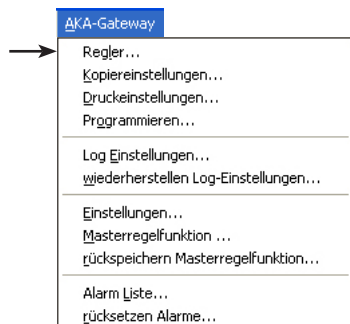 AKA-Gateway
Regler...
Kopiereinstellungen...
Druckeinstellungen...
Programmieren...
Log Einstellungen...
wiederherstellen Log-Einstellungen...
Einstellungen...
Masterregelfunktion ...
rückspeichern Masterregelfunktion...
Alarm Liste...
rücksetzen Alarme...